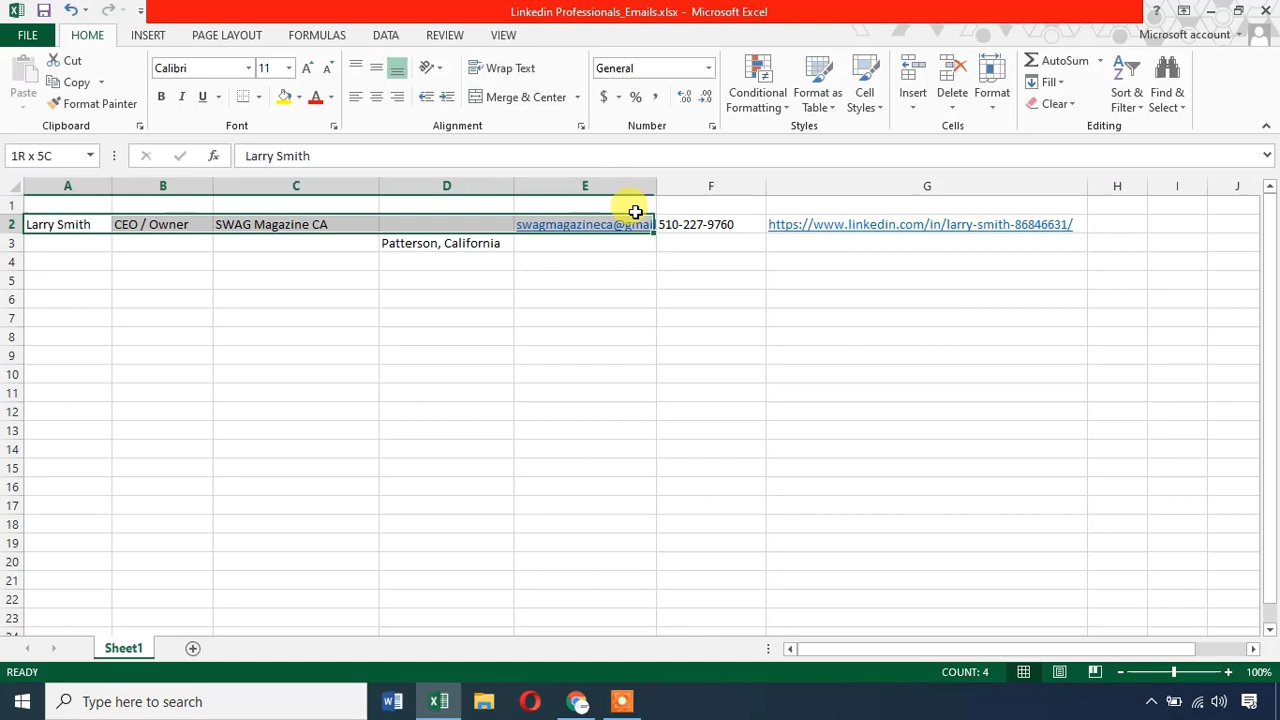 Linkedin Professionals_Emails.xlsx - Microsoft Excel
FILE HOME INSERT PAGE LAYOUT FORMULAS DATA REVIEW VIEW Microsoft account
Paste
Cut
Copy
Format Painter
Calibri 11
B I U
Wrap Text
Merge & Center
General
$ % ,
Conditional Formatting
Format as Table
Cell Styles
Insert
Delete
Format
AutoSum
Fill
Clear
Sort & Filter
Find & Select
Clipboard Font Alignment Number Styles Cells Editing
1R x 5C fx Larry Smith
A B C D E F G H I J
1
2 Larry Smith CEO / Owner SWAG Magazine CA swagmagazineca@gmail 510-227-9760 https://www.linkedin.com/in/larry-smith-86846631/
3 Patterson, California
4
5
6
7
8
9
10
11
12
13
14
15
16
17
18
19
20
21
22
23
24
Sheet1
READY COUNT: 4 100%
Type here to search